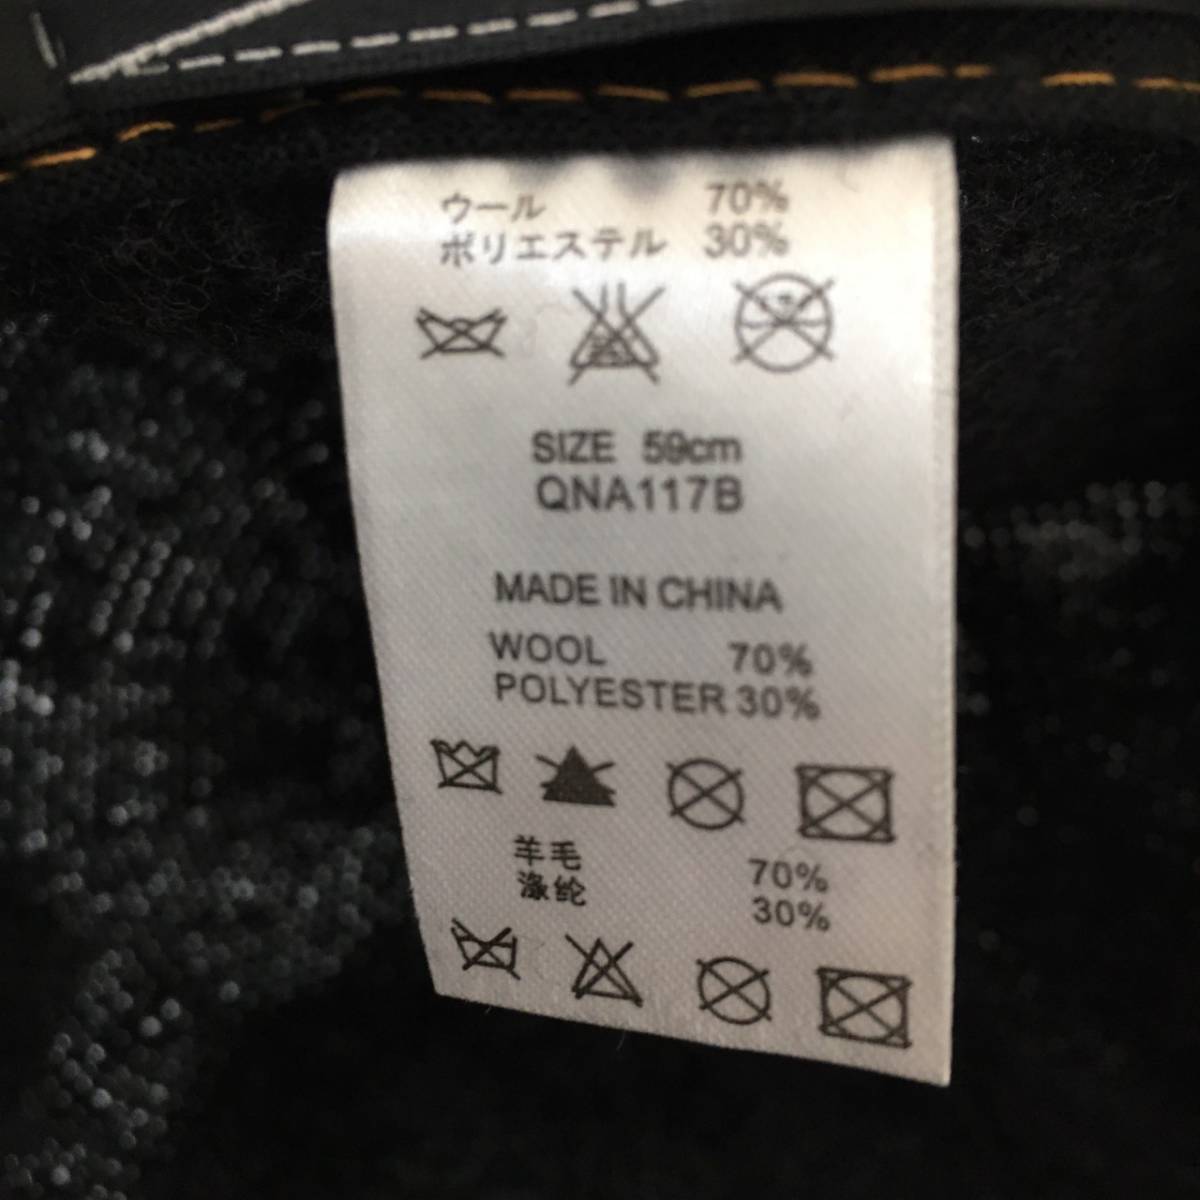 ウール 70%
ポリエステル 30%
SIZE 59cm
QNA117B
MADE IN CHINA
WOOL 70%
POLYESTER 30%
羊毛 70%
涤纶 30%